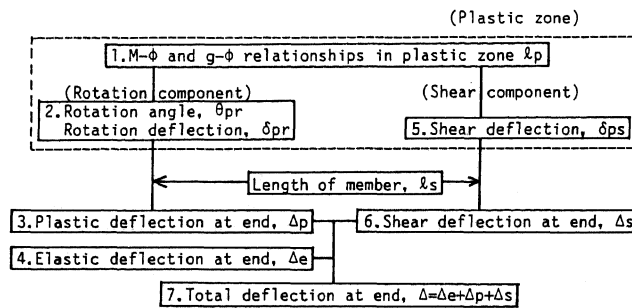 (Plastic zone)
1.M-Φ and g-Φ relationships in plastic zone ℓp
(Rotation component)
(Shear component)
2.Rotation angle, θpr
Rotation deflection, δpr
5.Shear deflection, δps
Length of member, ℓs
3.Plastic deflection at end, Δp
6.Shear deflection at end, Δs
4.Elastic deflection at end, Δe
7.Total deflection at end, Δ=Δe+Δp+Δs